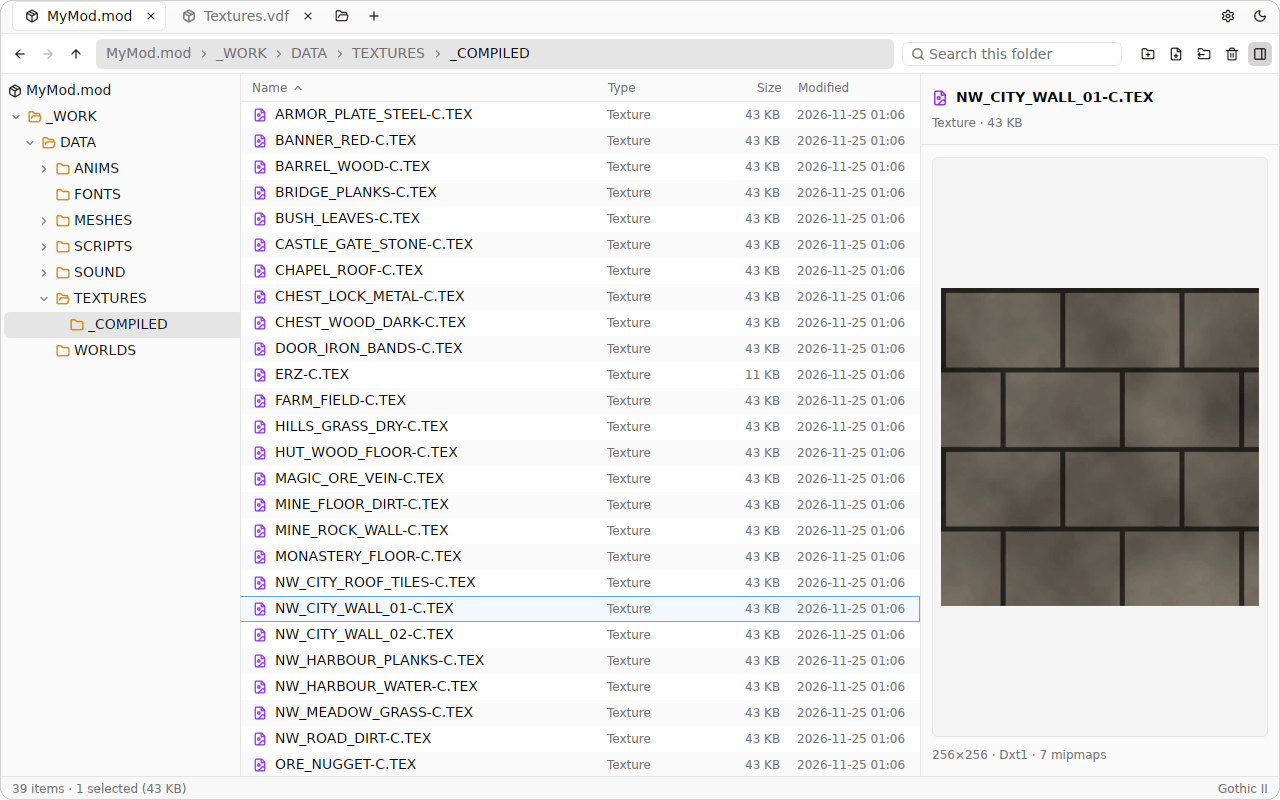 MyMod.mod
Textures.vdf
MyMod.mod > _WORK > DATA > TEXTURES > _COMPILED
Search this folder
MyMod.mod
_WORK
DATA
ANIMS
FONTS
MESHES
SCRIPTS
SOUND
TEXTURES
_COMPILED
WORLDS
Name Type Size Modified
ARMOR_PLATE_STEEL-C.TEX Texture 43 KB 2026-11-25 01:06
BANNER_RED-C.TEX Texture 43 KB 2026-11-25 01:06
BARREL_WOOD-C.TEX Texture 43 KB 2026-11-25 01:06
BRIDGE_PLANKS-C.TEX Texture 43 KB 2026-11-25 01:06
BUSH_LEAVES-C.TEX Texture 43 KB 2026-11-25 01:06
CASTLE_GATE_STONE-C.TEX Texture 43 KB 2026-11-25 01:06
CHAPEL_ROOF-C.TEX Texture 43 KB 2026-11-25 01:06
CHEST_LOCK_METAL-C.TEX Texture 43 KB 2026-11-25 01:06
CHEST_WOOD_DARK-C.TEX Texture 43 KB 2026-11-25 01:06
DOOR_IRON_BANDS-C.TEX Texture 43 KB 2026-11-25 01:06
ERZ-C.TEX Texture 11 KB 2026-11-25 01:06
FARM_FIELD-C.TEX Texture 43 KB 2026-11-25 01:06
HILLS_GRASS_DRY-C.TEX Texture 43 KB 2026-11-25 01:06
HUT_WOOD_FLOOR-C.TEX Texture 43 KB 2026-11-25 01:06
MAGIC_ORE_VEIN-C.TEX Texture 43 KB 2026-11-25 01:06
MINE_FLOOR_DIRT-C.TEX Texture 43 KB 2026-11-25 01:06
MINE_ROCK_WALL-C.TEX Texture 43 KB 2026-11-25 01:06
MONASTERY_FLOOR-C.TEX Texture 43 KB 2026-11-25 01:06
NW_CITY_ROOF_TILES-C.TEX Texture 43 KB 2026-11-25 01:06
NW_CITY_WALL_01-C.TEX Texture 43 KB 2026-11-25 01:06
NW_CITY_WALL_02-C.TEX Texture 43 KB 2026-11-25 01:06
NW_HARBOUR_PLANKS-C.TEX Texture 43 KB 2026-11-25 01:06
NW_HARBOUR_WATER-C.TEX Texture 43 KB 2026-11-25 01:06
NW_MEADOW_GRASS-C.TEX Texture 43 KB 2026-11-25 01:06
NW_ROAD_DIRT-C.TEX Texture 43 KB 2026-11-25 01:06
ORE_NUGGET-C.TEX Texture 43 KB 2026-11-25 01:06
NW_CITY_WALL_01-C.TEX
Texture · 43 KB
256×256 · Dxt1 · 7 mipmaps
39 items · 1 selected (43 KB)
Gothic II